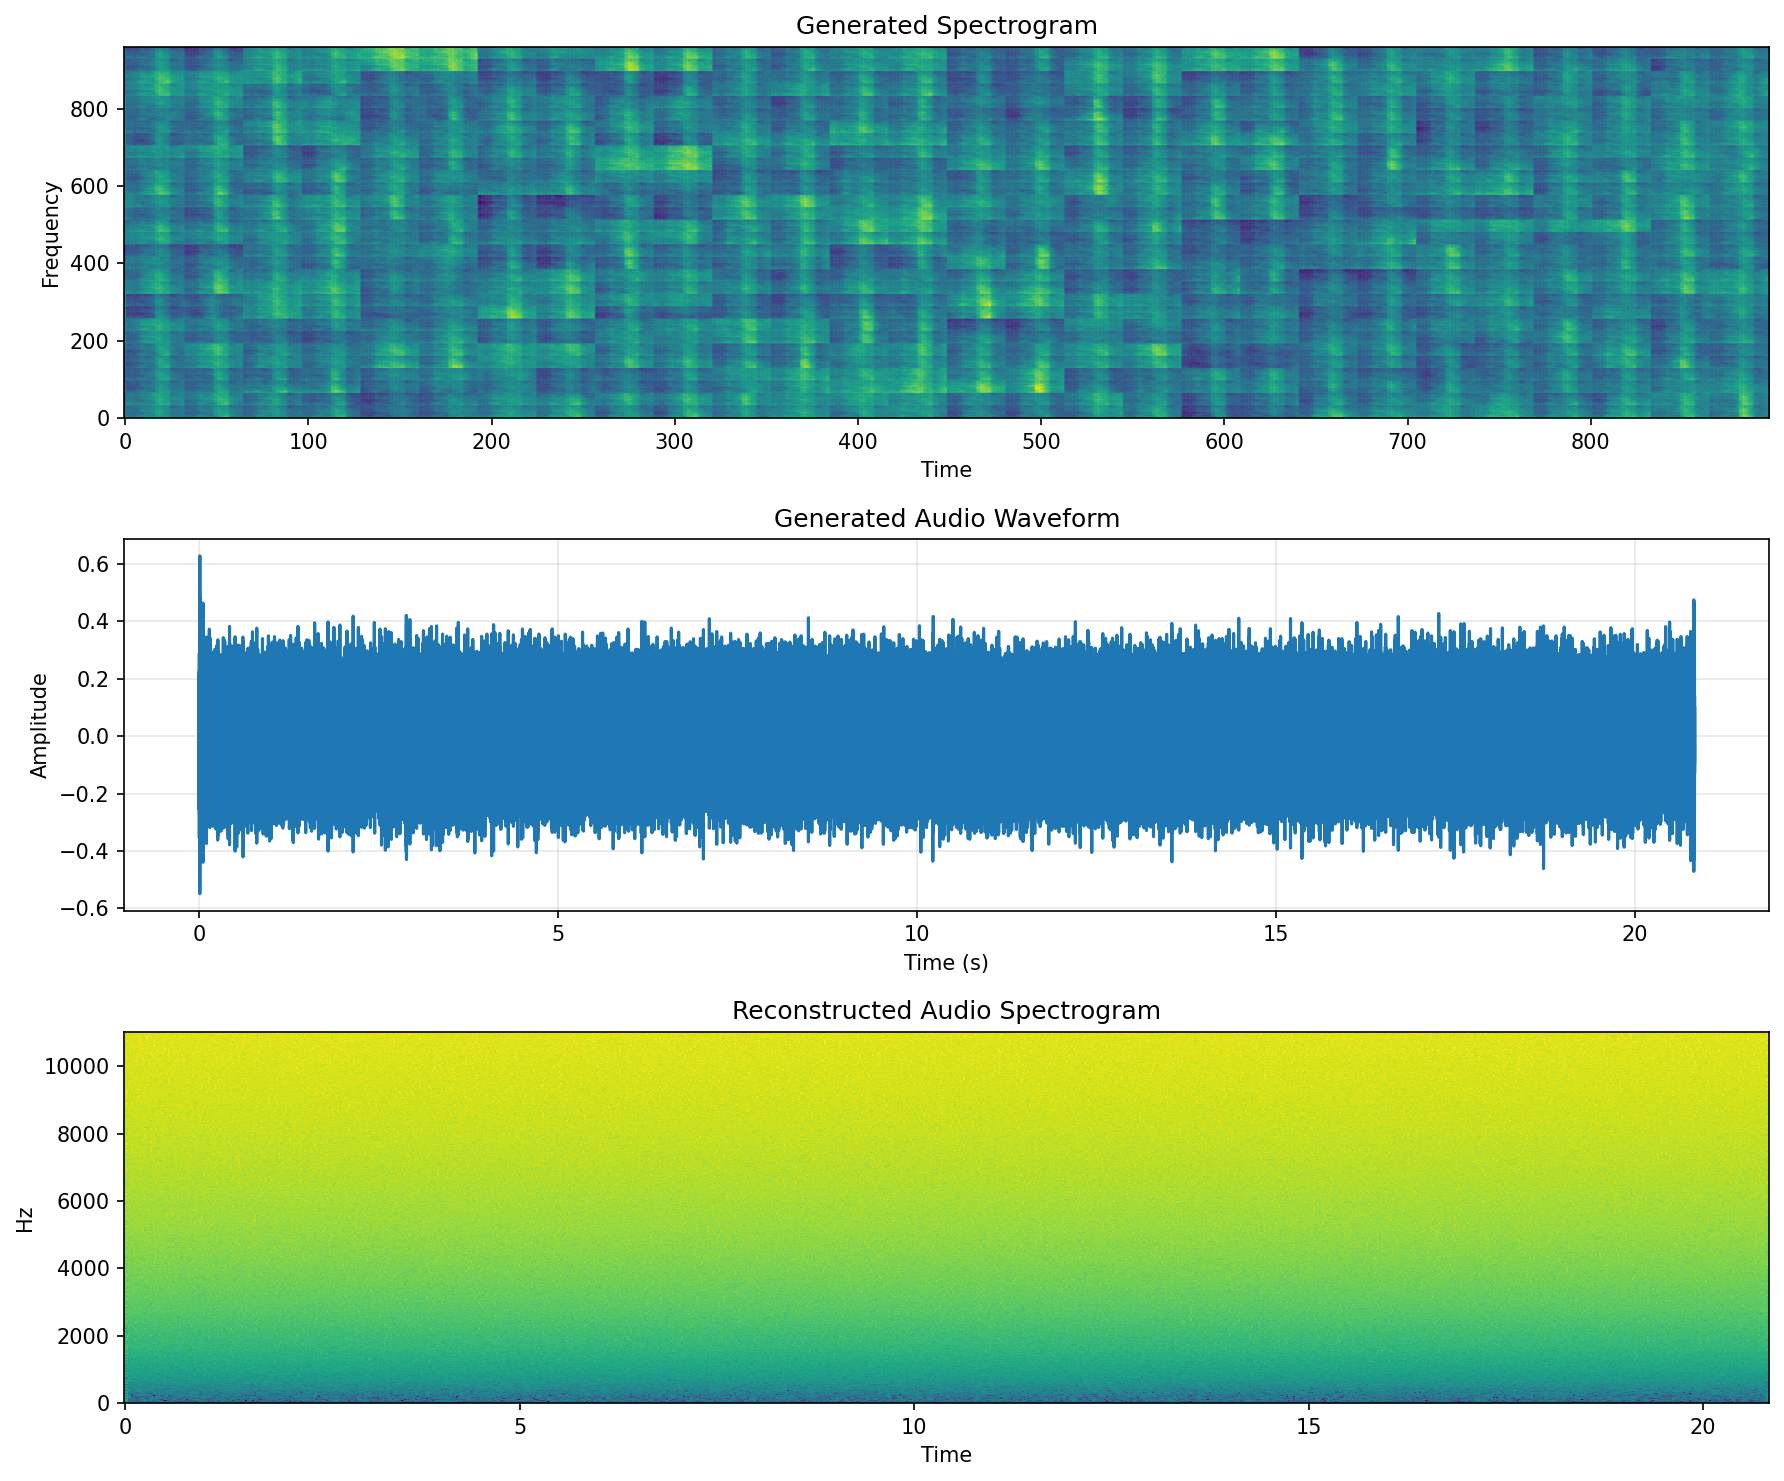 Generated Spectrogram
Frequency
800
600
400
200
0
0 100 200 300 400 500 600 700 800
Time
Generated Audio Waveform
Amplitude
0.6
0.4
0.2
0.0
−0.2
−0.4
−0.6
0 5 10 15 20
Time (s)
Reconstructed Audio Spectrogram
Hz
10000
8000
6000
4000
2000
0
0 5 10 15 20
Time